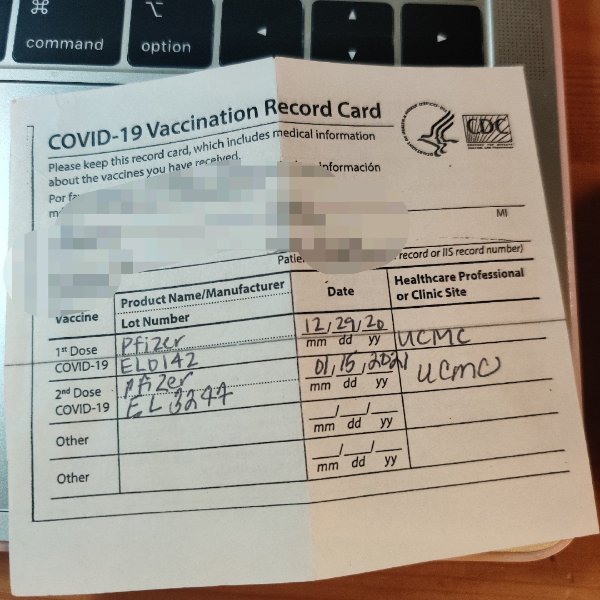 ⌘
command
⌥
option
COVID-19 Vaccination Record Card
Please keep this record card, which includes medical information
about the vaccines you have received.
CDC
Por
información
MI
record or IIS record number)
Vaccine
Product Name/Manufacturer
Lot Number
Date
Healthcare Professional
or Clinic Site
1st Dose
COVID-19
Pfizer
EL0142
12/29/20
mm dd yy
UCMC
2nd Dose
COVID-19
Pfizer
EL3247
01/15/2021
mm dd yy
UCMC
Other
mm dd yy
Other
mm dd yy